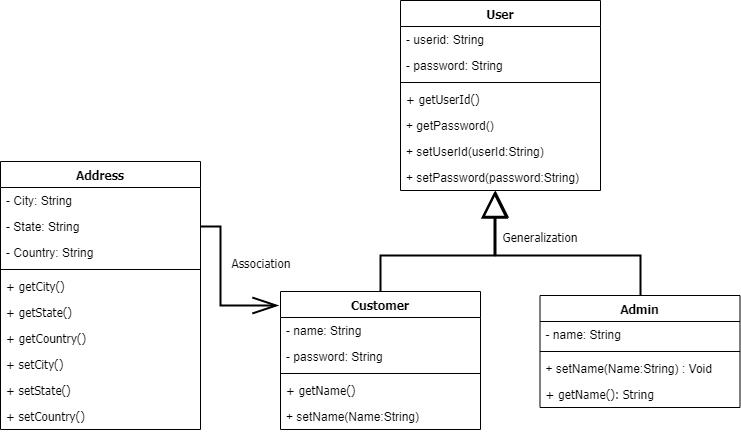 User
- userid: String
- password: String
+ getUserId()
+ getPassword()
+ setUserId(userId:String)
+ setPassword(password:String)
Generalization
Address
- City: String
- State: String
- Country: String
+ getCity()
+ getState()
+ getCountry()
+ setCity()
+ setState()
+ setCountry()
Association
Customer
- name: String
- password: String
+ getName()
+ setName(Name:String)
Admin
- name: String
+ setName(Name:String) : Void
+ getName(): String